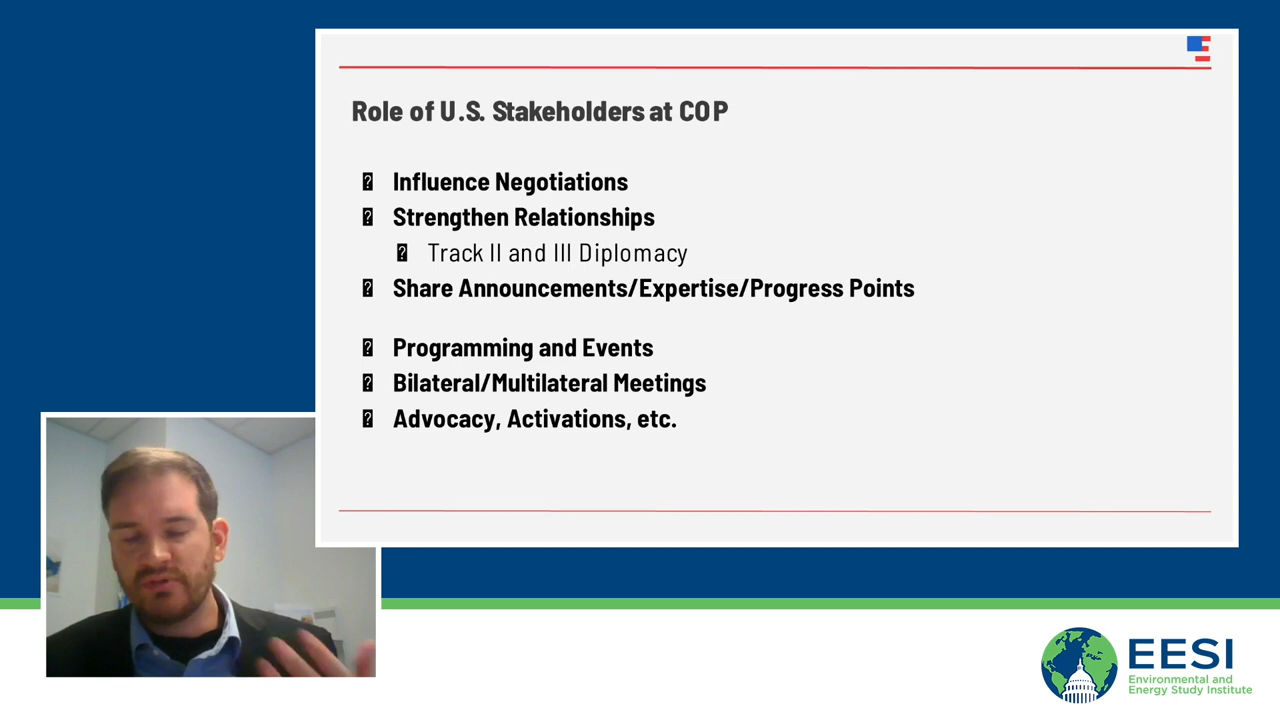 Role of U.S. Stakeholders at COP
Influence Negotiations
Strengthen Relationships
Track II and III Diplomacy
Share Announcements/Expertise/Progress Points
Programming and Events
Bilateral/Multilateral Meetings
Advocacy, Activations, etc.
EESI
Environmental and
Energy Study Institute